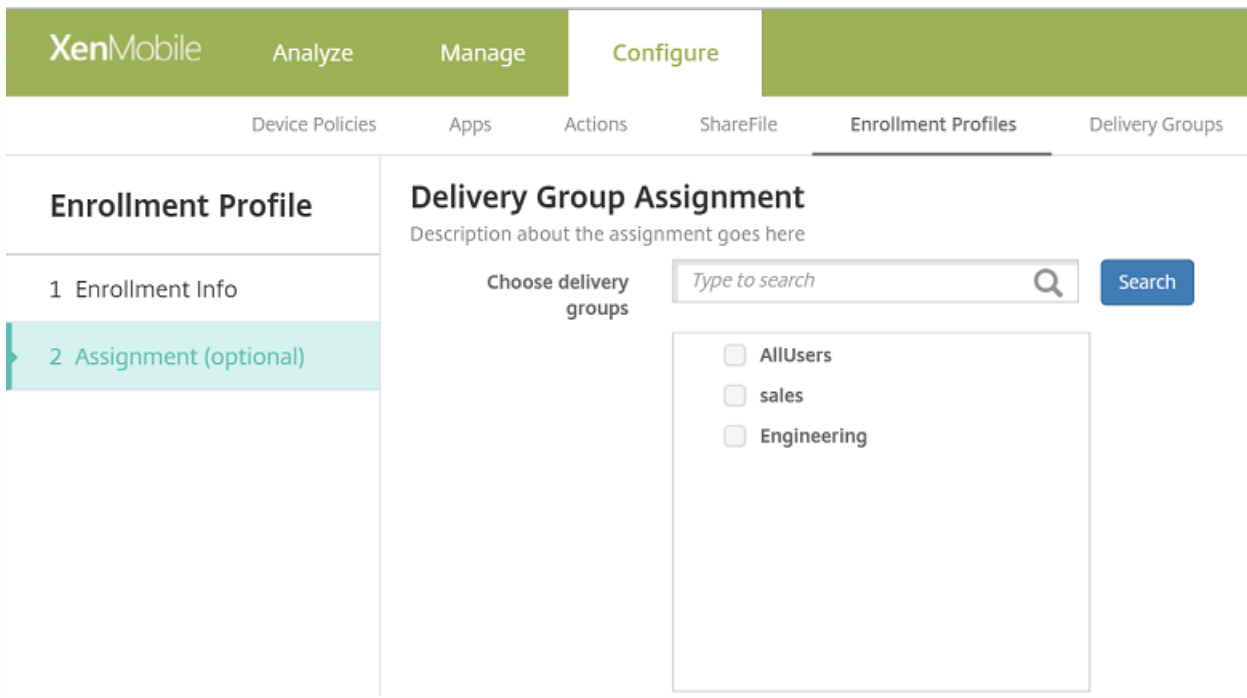 XenMobile Analyze Manage Configure
Device Policies Apps Actions ShareFile Enrollment Profiles Delivery Groups
Enrollment Profile
1 Enrollment Info
2 Assignment (optional)
Delivery Group Assignment
Description about the assignment goes here
Choose delivery
groups
Type to search
Search
AllUsers
sales
Engineering